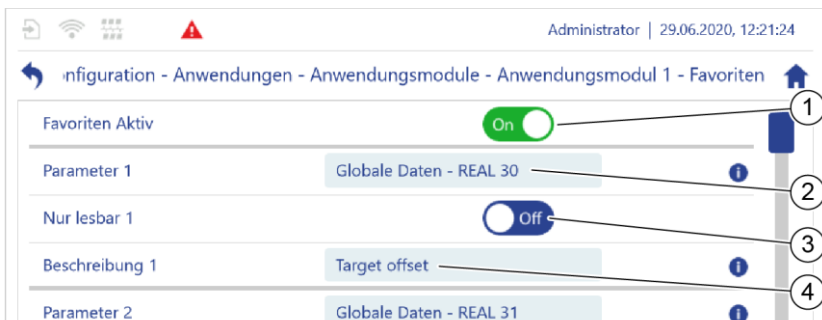 Administrator | 29.06.2020, 12:21:24
nfiguration - Anwendungen - Anwendungsmodule - Anwendungsmodul 1 - Favoriten
Favoriten Aktiv On 1
Parameter 1 Globale Daten - REAL 30 i 2
Nur lesbar 1 Off 3
Beschreibung 1 Target offset i 4
Parameter 2 Globale Daten - REAL 31 i